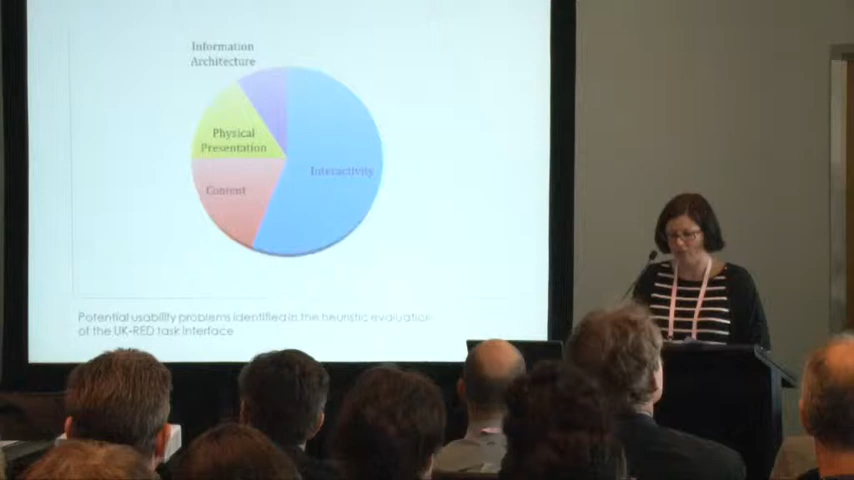 Information
Architecture
Physical
Presentation
Interactivity
Content
Potential usability problems identified in the heuristic evaluation
of the UK-RED task interface